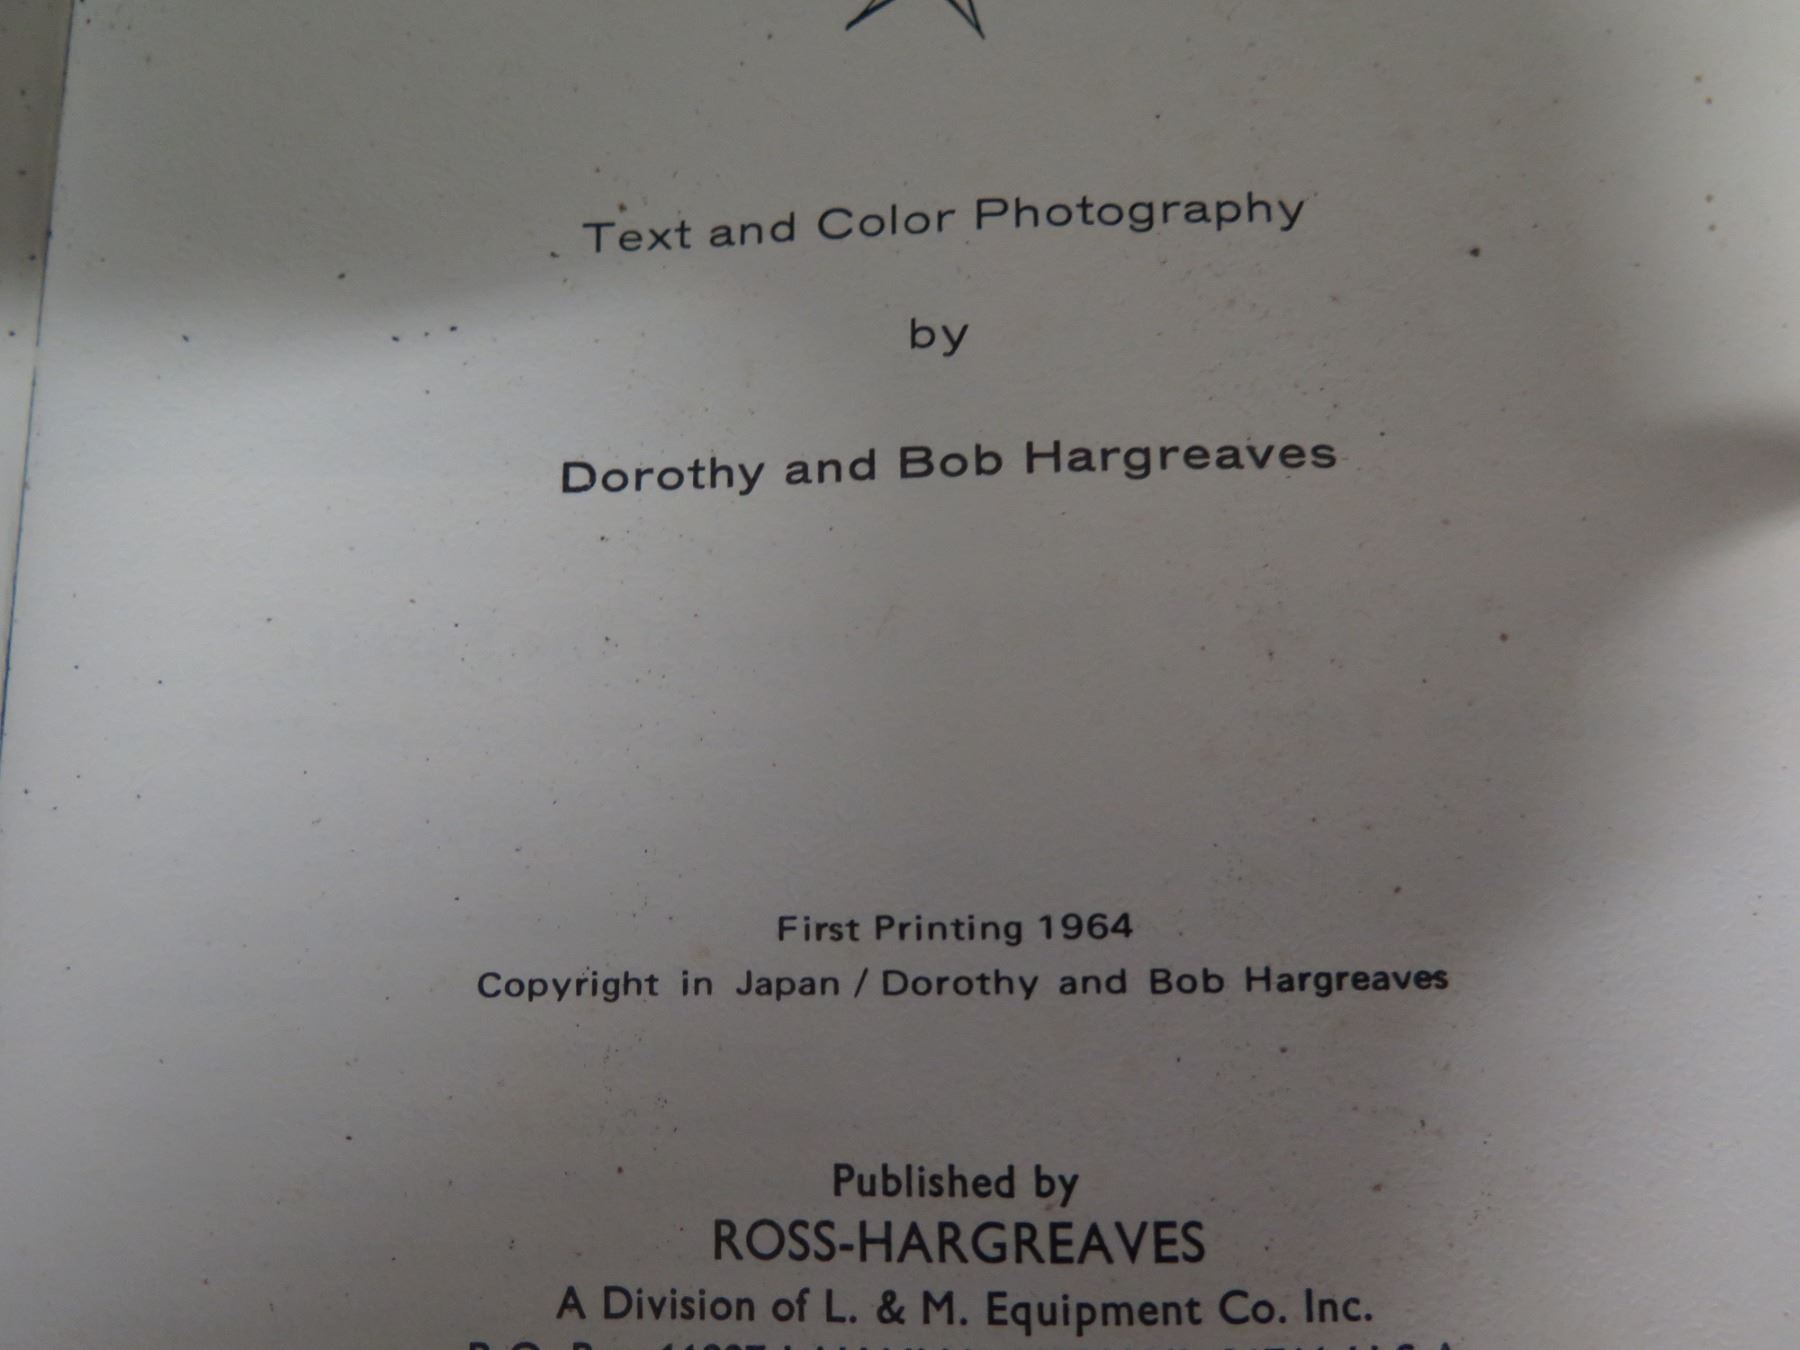 Text and Color Photography
by
Dorothy and Bob Hargreaves
First Printing 1964
Copyright in Japan / Dorothy and Bob Hargreaves
Published by
ROSS-HARGREAVES
A Division of L. & M. Equipment Co. Inc.